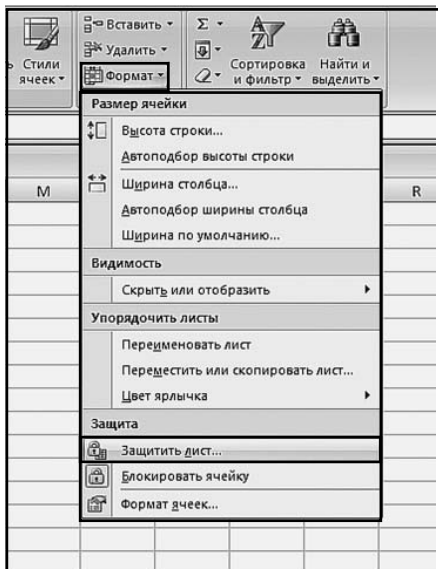 Вставить
Удалить
Формат
Стили
ячеек
Σ
Сортировка
и фильтр
Найти и
выделить
Размер ячейки
Высота строки...
Автоподбор высоты строки
Ширина столбца...
Автоподбор ширины столбца
Ширина по умолчанию...
Видимость
Скрыть или отобразить
Упорядочить листы
Переименовать лист
Переместить или скопировать лист...
Цвет ярлычка
Защита
Защитить лист...
Блокировать ячейку
Формат ячеек...
M
R